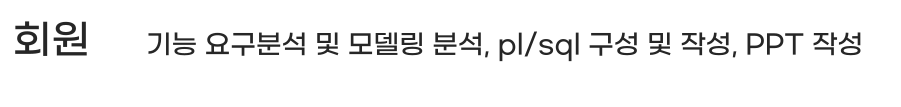 회원 기능 요구분석 및 모델링 분석, pl/sql 구성 및 작성, PPT 작성